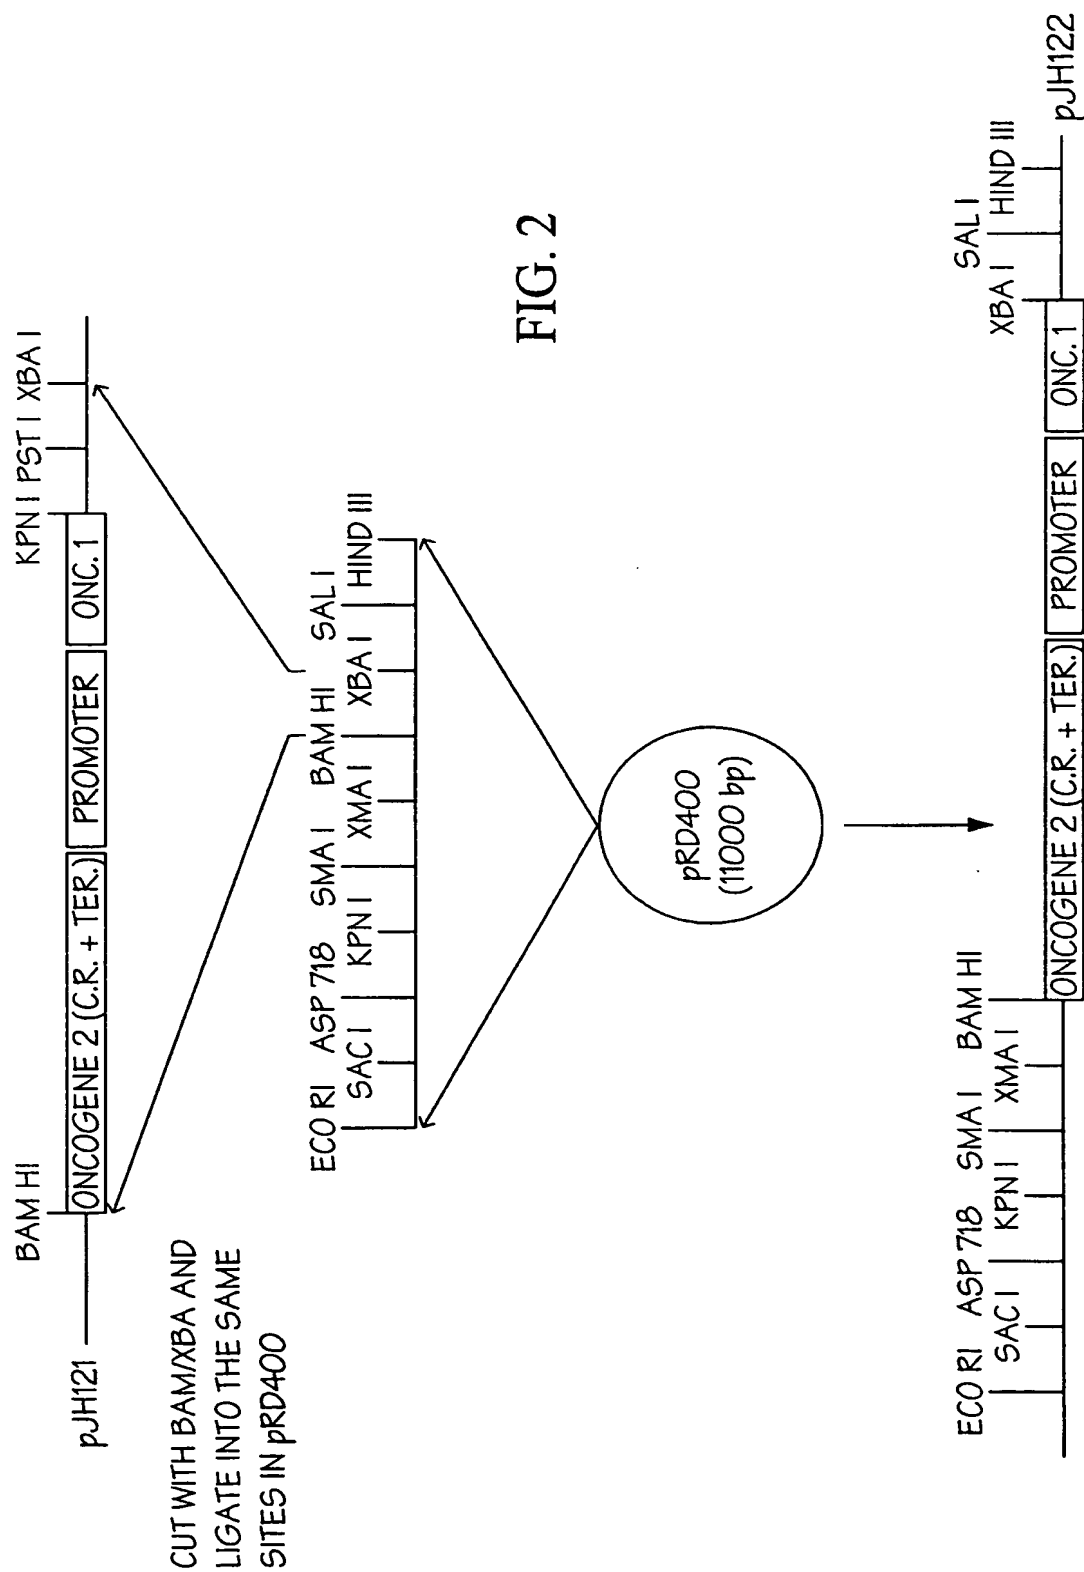 BAM HI
KPN I PST I XBA I
pJH121
ONCOGENE 2 (C.R. + TER.) PROMOTER ONC. 1
CUT WITH BAM/XBA AND
LIGATE INTO THE SAME
SITES IN pRD400
ECO RI ASP 718 SMA I BAM HI SAL I
SAC I KPN I XMA I XBA I HIND III
pRD400
(11000 bp)
FIG. 2
ECO RI ASP 718 SMA I BAM HI SAL I
SAC I KPN I XMA I XBA I HIND III
ONCOGENE 2 (C.R. + TER.) PROMOTER ONC. 1
pJH122